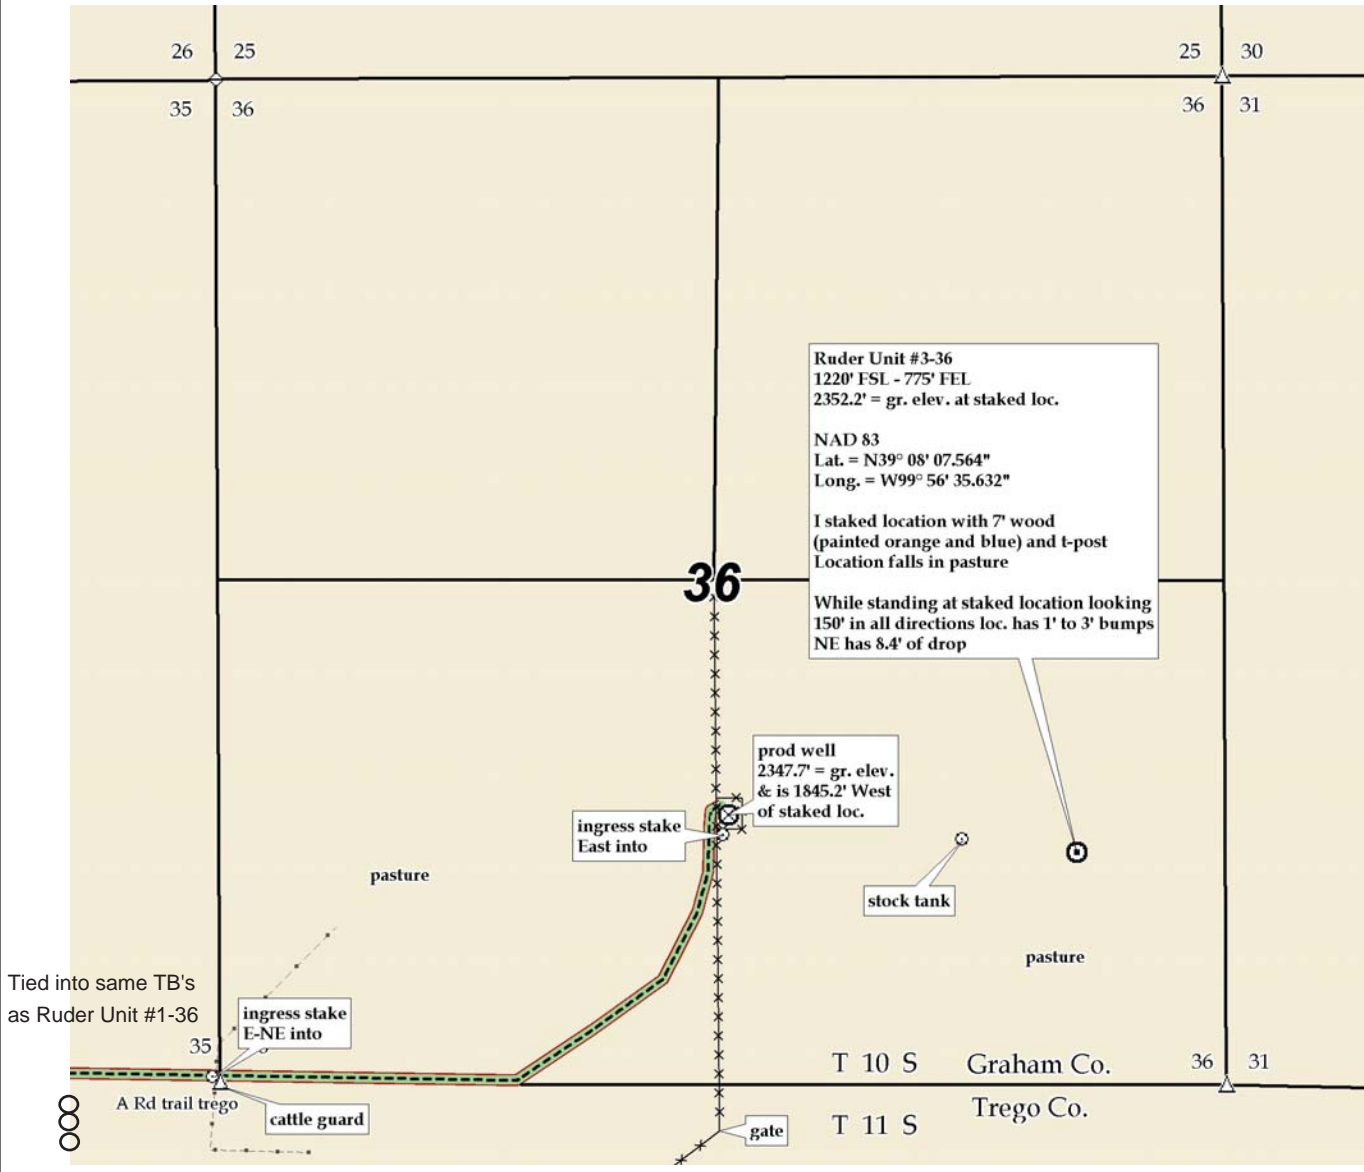 26 25
25 30
35 36
36 31
Ruder Unit #3-36
1220' FSL - 775' FEL
2352.2' = gr. elev. at staked loc.
NAD 83
Lat. = N39° 08' 07.564"
Long. = W99° 56' 35.632"
I staked location with 7' wood
(painted orange and blue) and t-post
Location falls in pasture
While standing at staked location looking
150' in all directions loc. has 1' to 3' bumps
NE has 8.4' of drop
36
prod well
2347.7' = gr. elev.
& is 1845.2' West
of staked loc.
ingress stake
East into
pasture
stock tank
pasture
Tied into same TB's
as Ruder Unit #1-36
ingress stake
E-NE into
35
T 10 S Graham Co.
36 31
A Rd trail trego
cattle guard
Trego Co.
T 11 S
gate